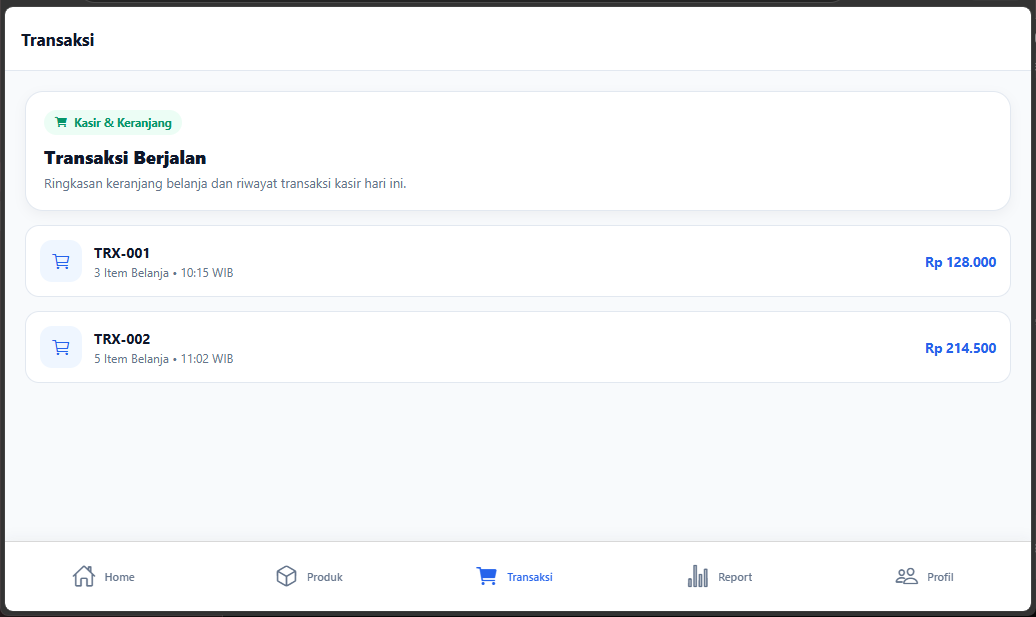 Transaksi
Kasir & Keranjang
Transaksi Berjalan
Ringkasan keranjang belanja dan riwayat transaksi kasir hari ini.
TRX-001
3 Item Belanja • 10:15 WIB
Rp 128.000
TRX-002
5 Item Belanja • 11:02 WIB
Rp 214.500
Home
Produk
Transaksi
Report
Profil